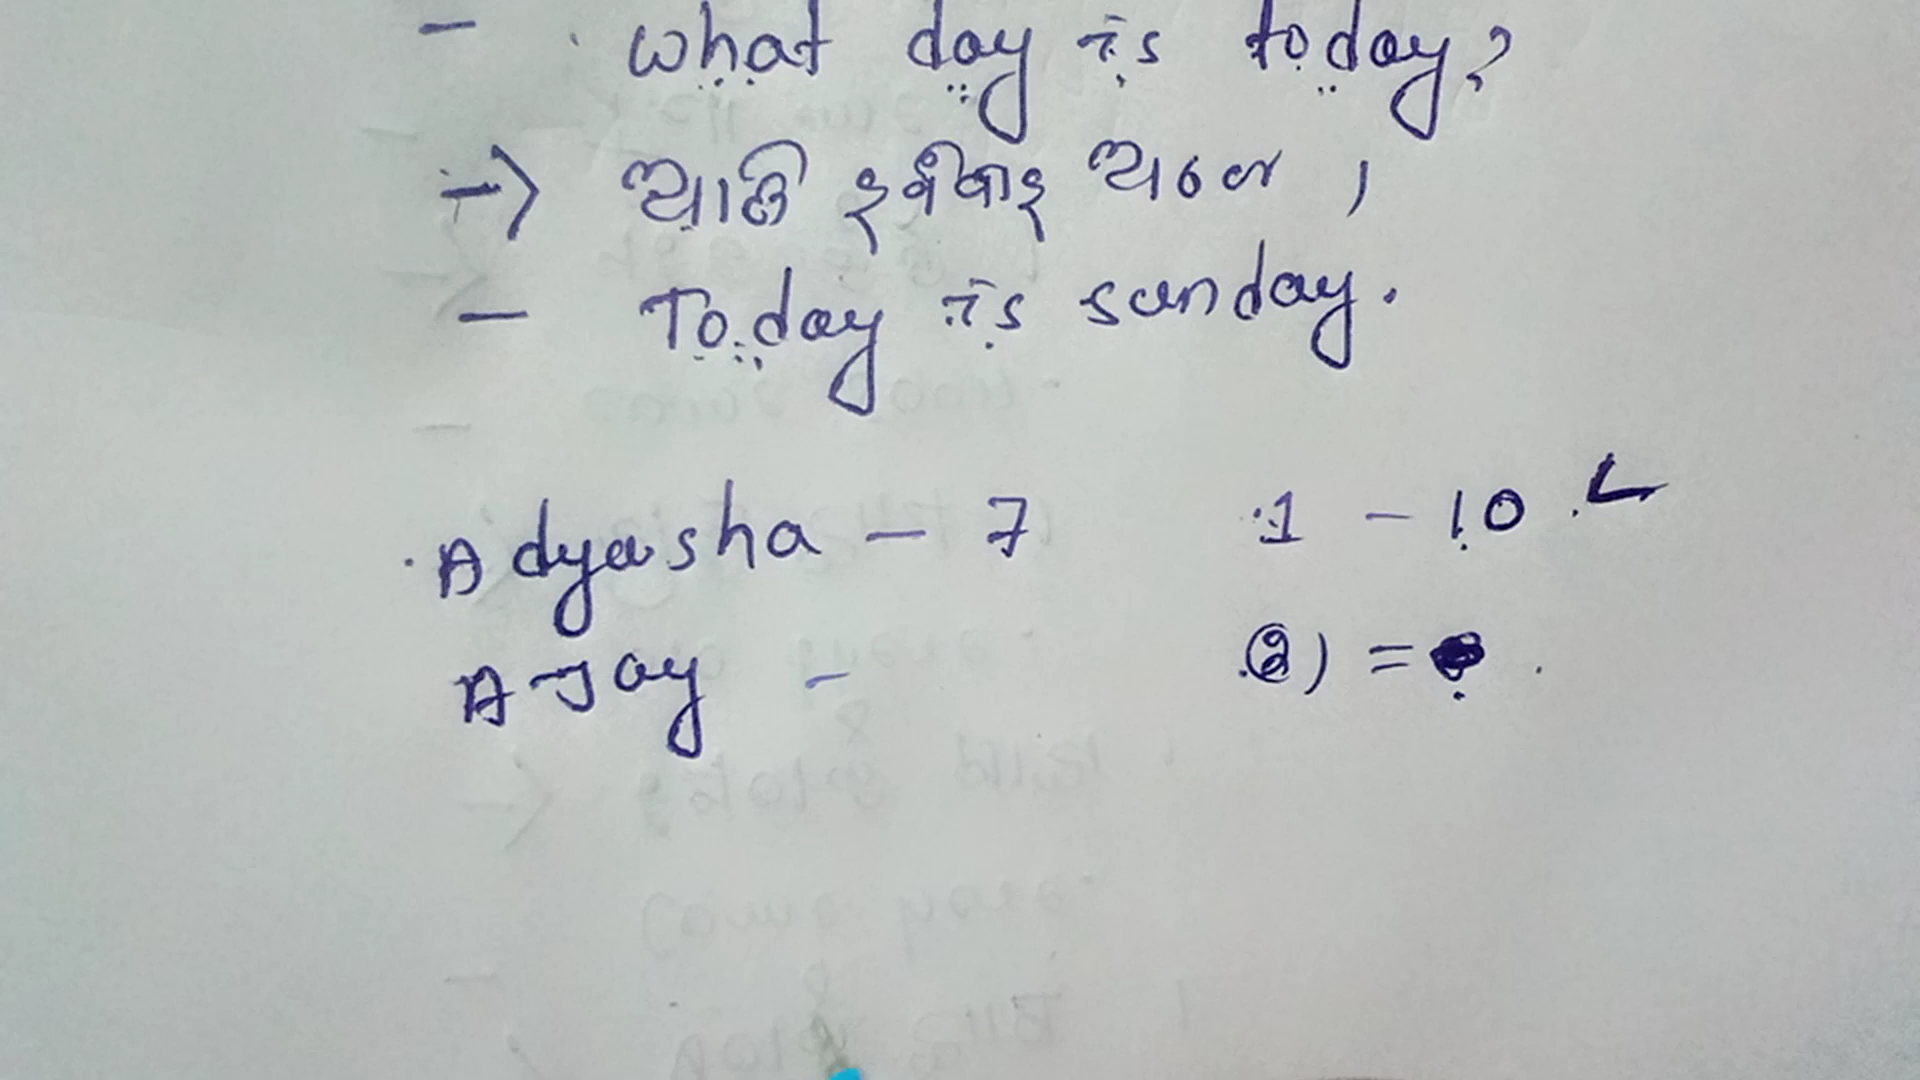 - what day is today?
→ ଆଜି ରବିବାର ଅଟେ ।
- Today is sunday.
Adyasha - 7 1 - 10
AJay - 2) =